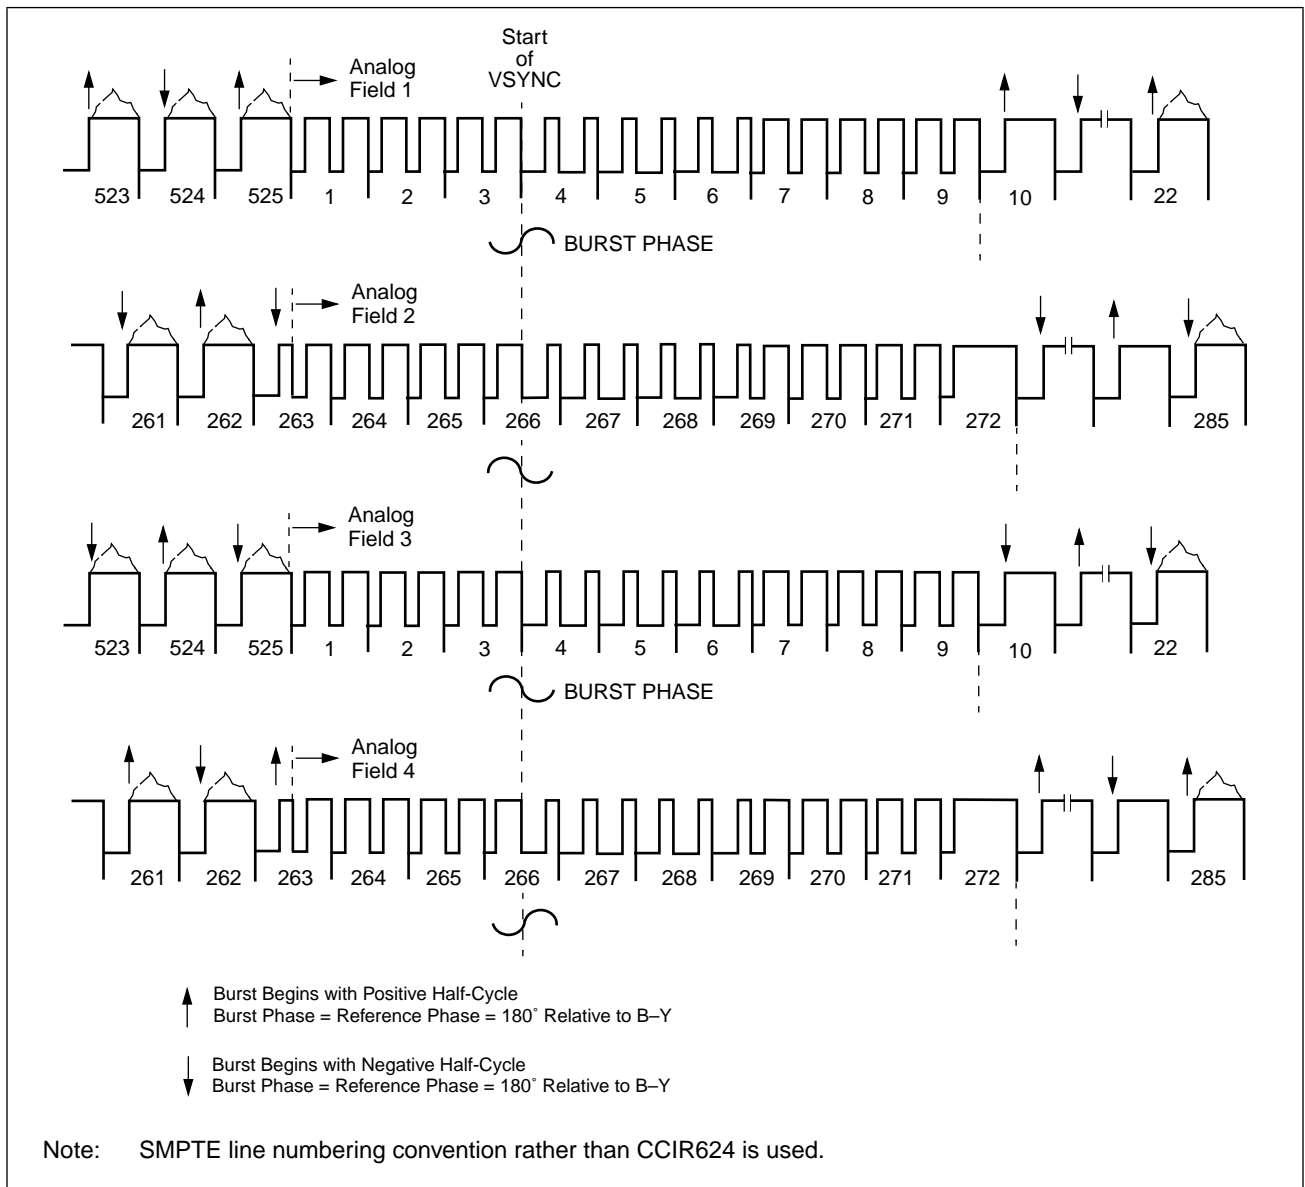 Start
of
VSYNC
Analog
Field 1
523 524 525 1 2 3 4 5 6 7 8 9 10 22
BURST PHASE
Analog
Field 2
261 262 263 264 265 266 267 268 269 270 271 272 285
Analog
Field 3
523 524 525 1 2 3 4 5 6 7 8 9 10 22
BURST PHASE
Analog
Field 4
261 262 263 264 265 266 267 268 269 270 271 272 285
Burst Begins with Positive Half-Cycle
Burst Phase = Reference Phase = 180° Relative to B–Y
Burst Begins with Negative Half-Cycle
Burst Phase = Reference Phase = 180° Relative to B–Y
Note: SMPTE line numbering convention rather than CCIR624 is used.